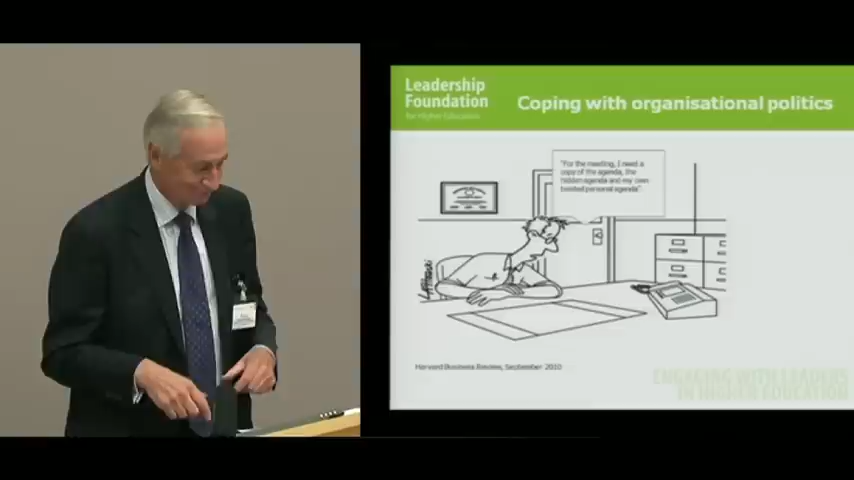 Leadership
Foundation
for Higher Education
Coping with organisational politics
"For the meeting, I need a
copy of the agenda, the
hidden agenda and my own
twisted personal agenda".
Harvard Business Review, September 2010
ENGAGING WITH LEADERS
IN HIGHER EDUCATION